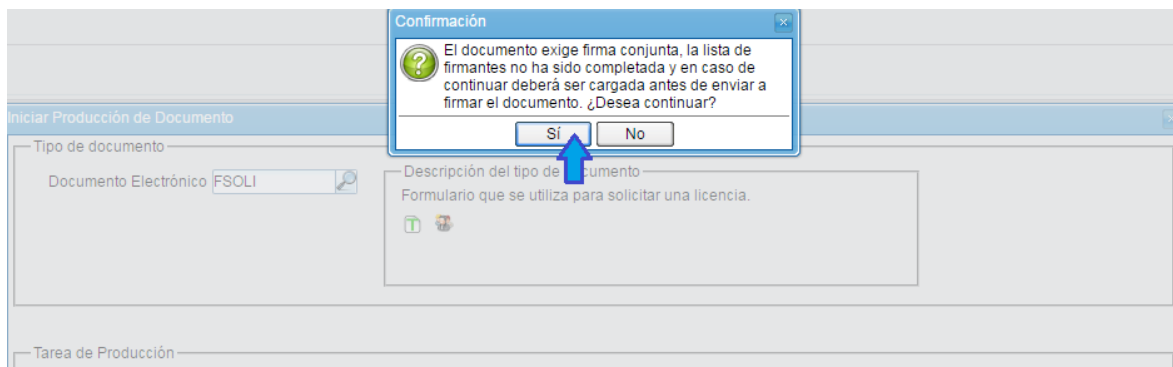 Confirmación
El documento exige firma conjunta, la lista de
firmantes no ha sido completada y en caso de
continuar deberá ser cargada antes de enviar a
firmar el documento. ¿Desea continuar?
Sí No
Iniciar Producción de Documento
Tipo de documento
Documento Electrónico FSOLI
Descripción del tipo de documento
Formulario que se utiliza para solicitar una licencia.
Tarea de Producción